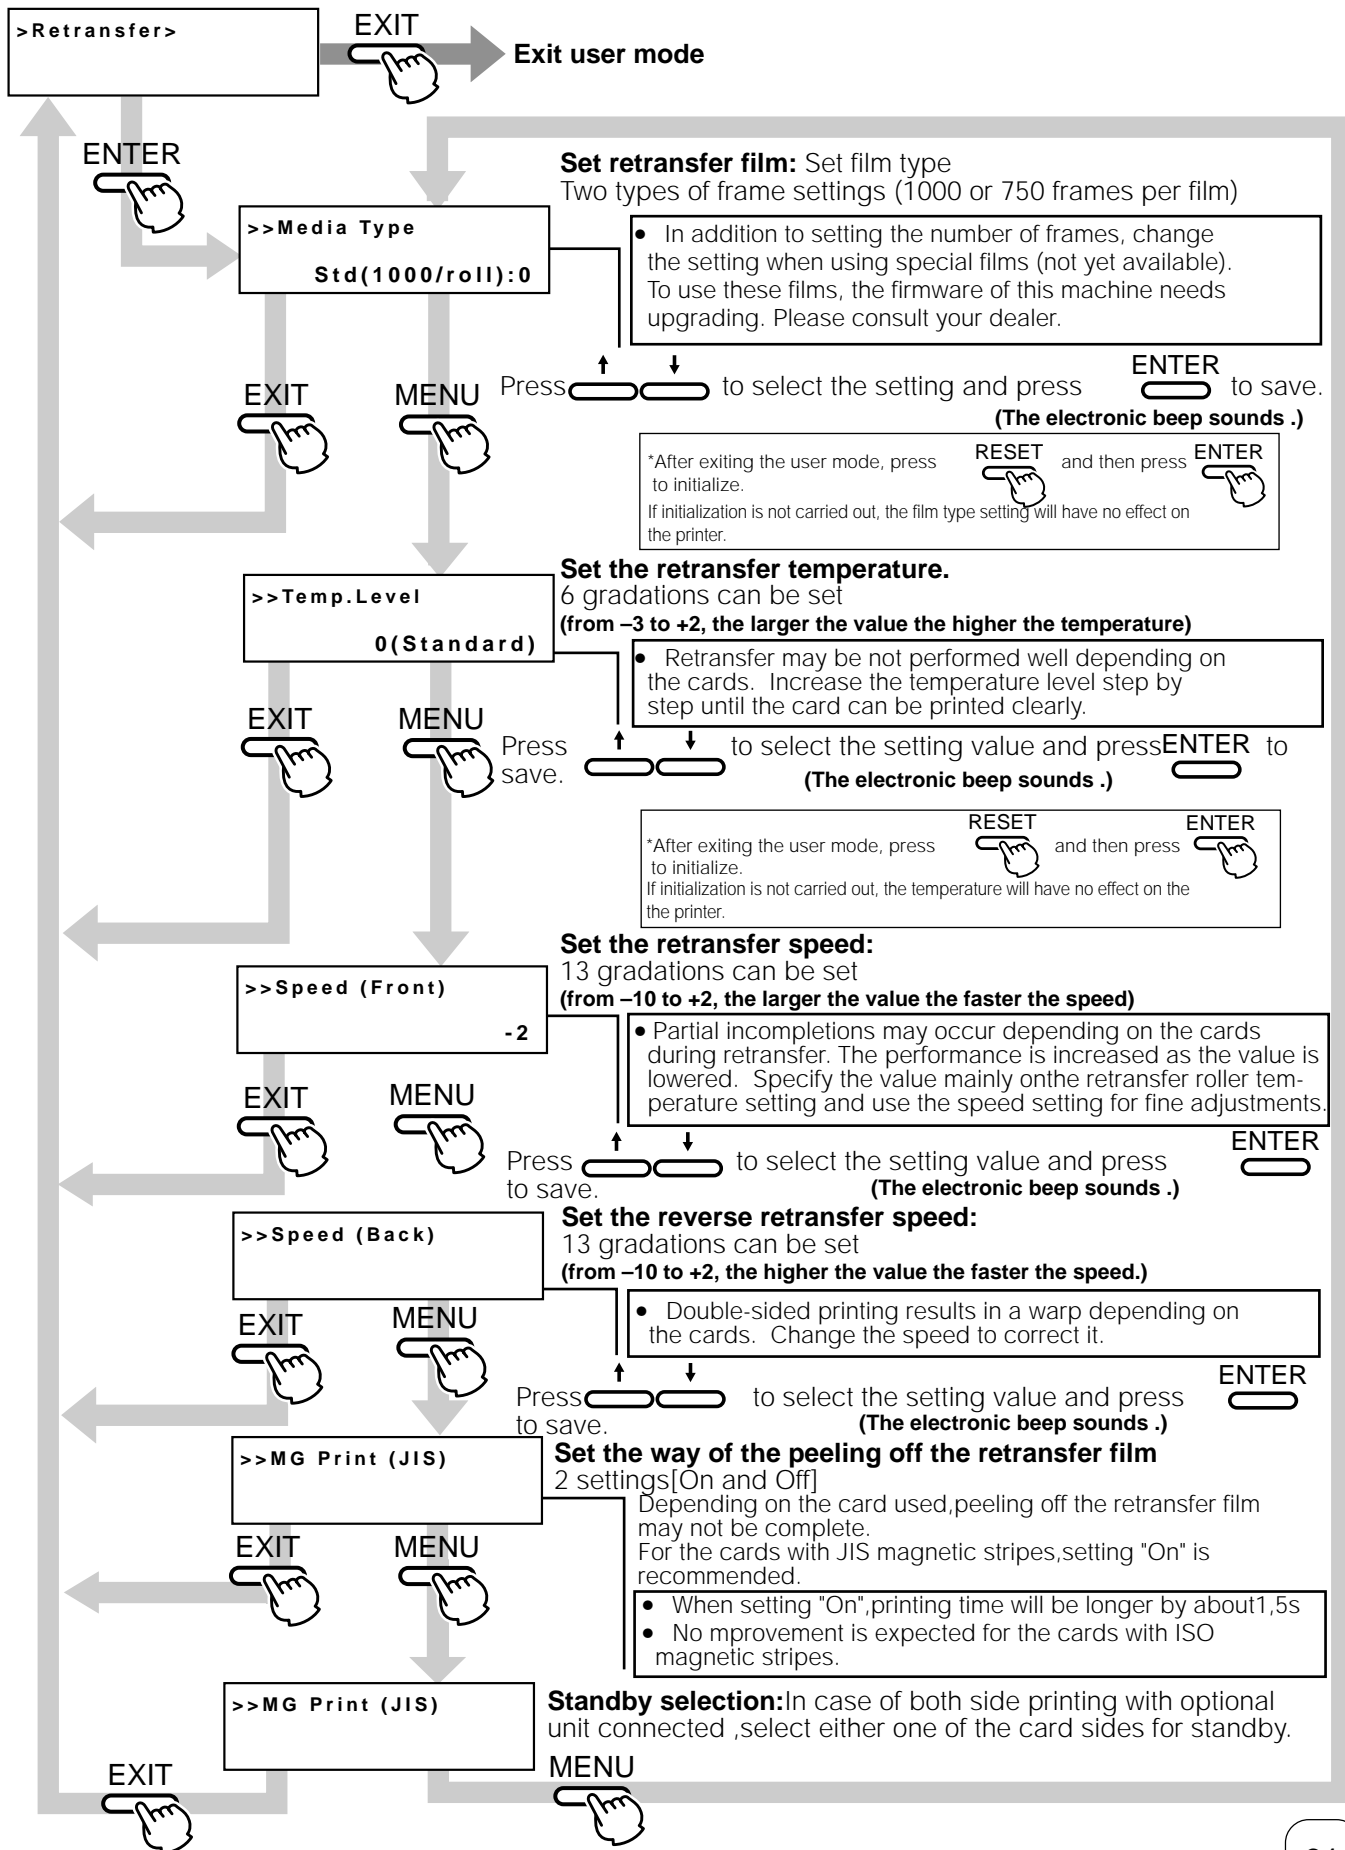 >Retransfer>
EXIT
Exit user mode
ENTER
Set retransfer film: Set film type
Two types of frame settings (1000 or 750 frames per film)
>>Media Type
Std(1000/roll):0
• In addition to setting the number of frames, change
the setting when using special films (not yet available).
To use these films, the firmware of this machine needs
upgrading. Please consult your dealer.
EXIT
MENU
Press to select the setting and press ENTER to save.
(The electronic beep sounds .)
*After exiting the user mode, press RESET and then press ENTER
to initialize.
If initialization is not carried out, the film type setting will have no effect on
the printer.
Set the retransfer temperature.
6 gradations can be set
(from –3 to +2, the larger the value the higher the temperature)
>>Temp.Level
0(Standard)
• Retransfer may be not performed well depending on
the cards. Increase the temperature level step by
step until the card can be printed clearly.
EXIT
MENU
Press to select the setting value and press ENTER to
save.
(The electronic beep sounds .)
*After exiting the user mode, press RESET and then press ENTER
to initialize.
If initialization is not carried out, the temperature will have no effect on the
the printer.
Set the retransfer speed:
13 gradations can be set
(from –10 to +2, the larger the value the faster the speed)
>>Speed (Front)
-2
• Partial incompletions may occur depending on the cards
during retransfer. The performance is increased as the value is
lowered. Specify the value mainly onthe retransfer roller tem-
perature setting and use the speed setting for fine adjustments.
EXIT
MENU
Press to select the setting value and press ENTER
to save.
(The electronic beep sounds .)
Set the reverse retransfer speed:
13 gradations can be set
(from –10 to +2, the higher the value the faster the speed.)
>>Speed (Back)
• Double-sided printing results in a warp depending on
the cards. Change the speed to correct it.
EXIT
MENU
Press to select the setting value and press ENTER
to save.
(The electronic beep sounds .)
Set the way of the peeling off the retransfer film
2 settings[On and Off]
>>MG Print (JIS)
Depending on the card used,peeling off the retransfer film
may not be complete.
For the cards with JIS magnetic stripes,setting "On" is
recommended.
• When setting "On",printing time will be longer by about1,5s
• No mprovement is expected for the cards with ISO
magnetic stripes.
EXIT
MENU
>>MG Print (JIS)
Standby selection:In case of both side printing with optional
unit connected ,select either one of the card sides for standby.
EXIT
MENU